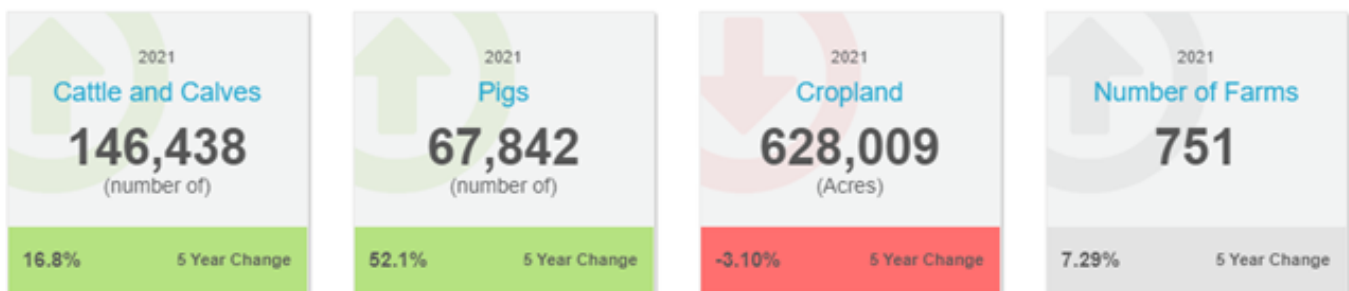 2021
Cattle and Calves
146,438
(number of)
16.8% 5 Year Change
2021
Pigs
67,842
(number of)
52.1% 5 Year Change
2021
Cropland
628,009
(Acres)
-3.10% 5 Year Change
2021
Number of Farms
751
7.29% 5 Year Change